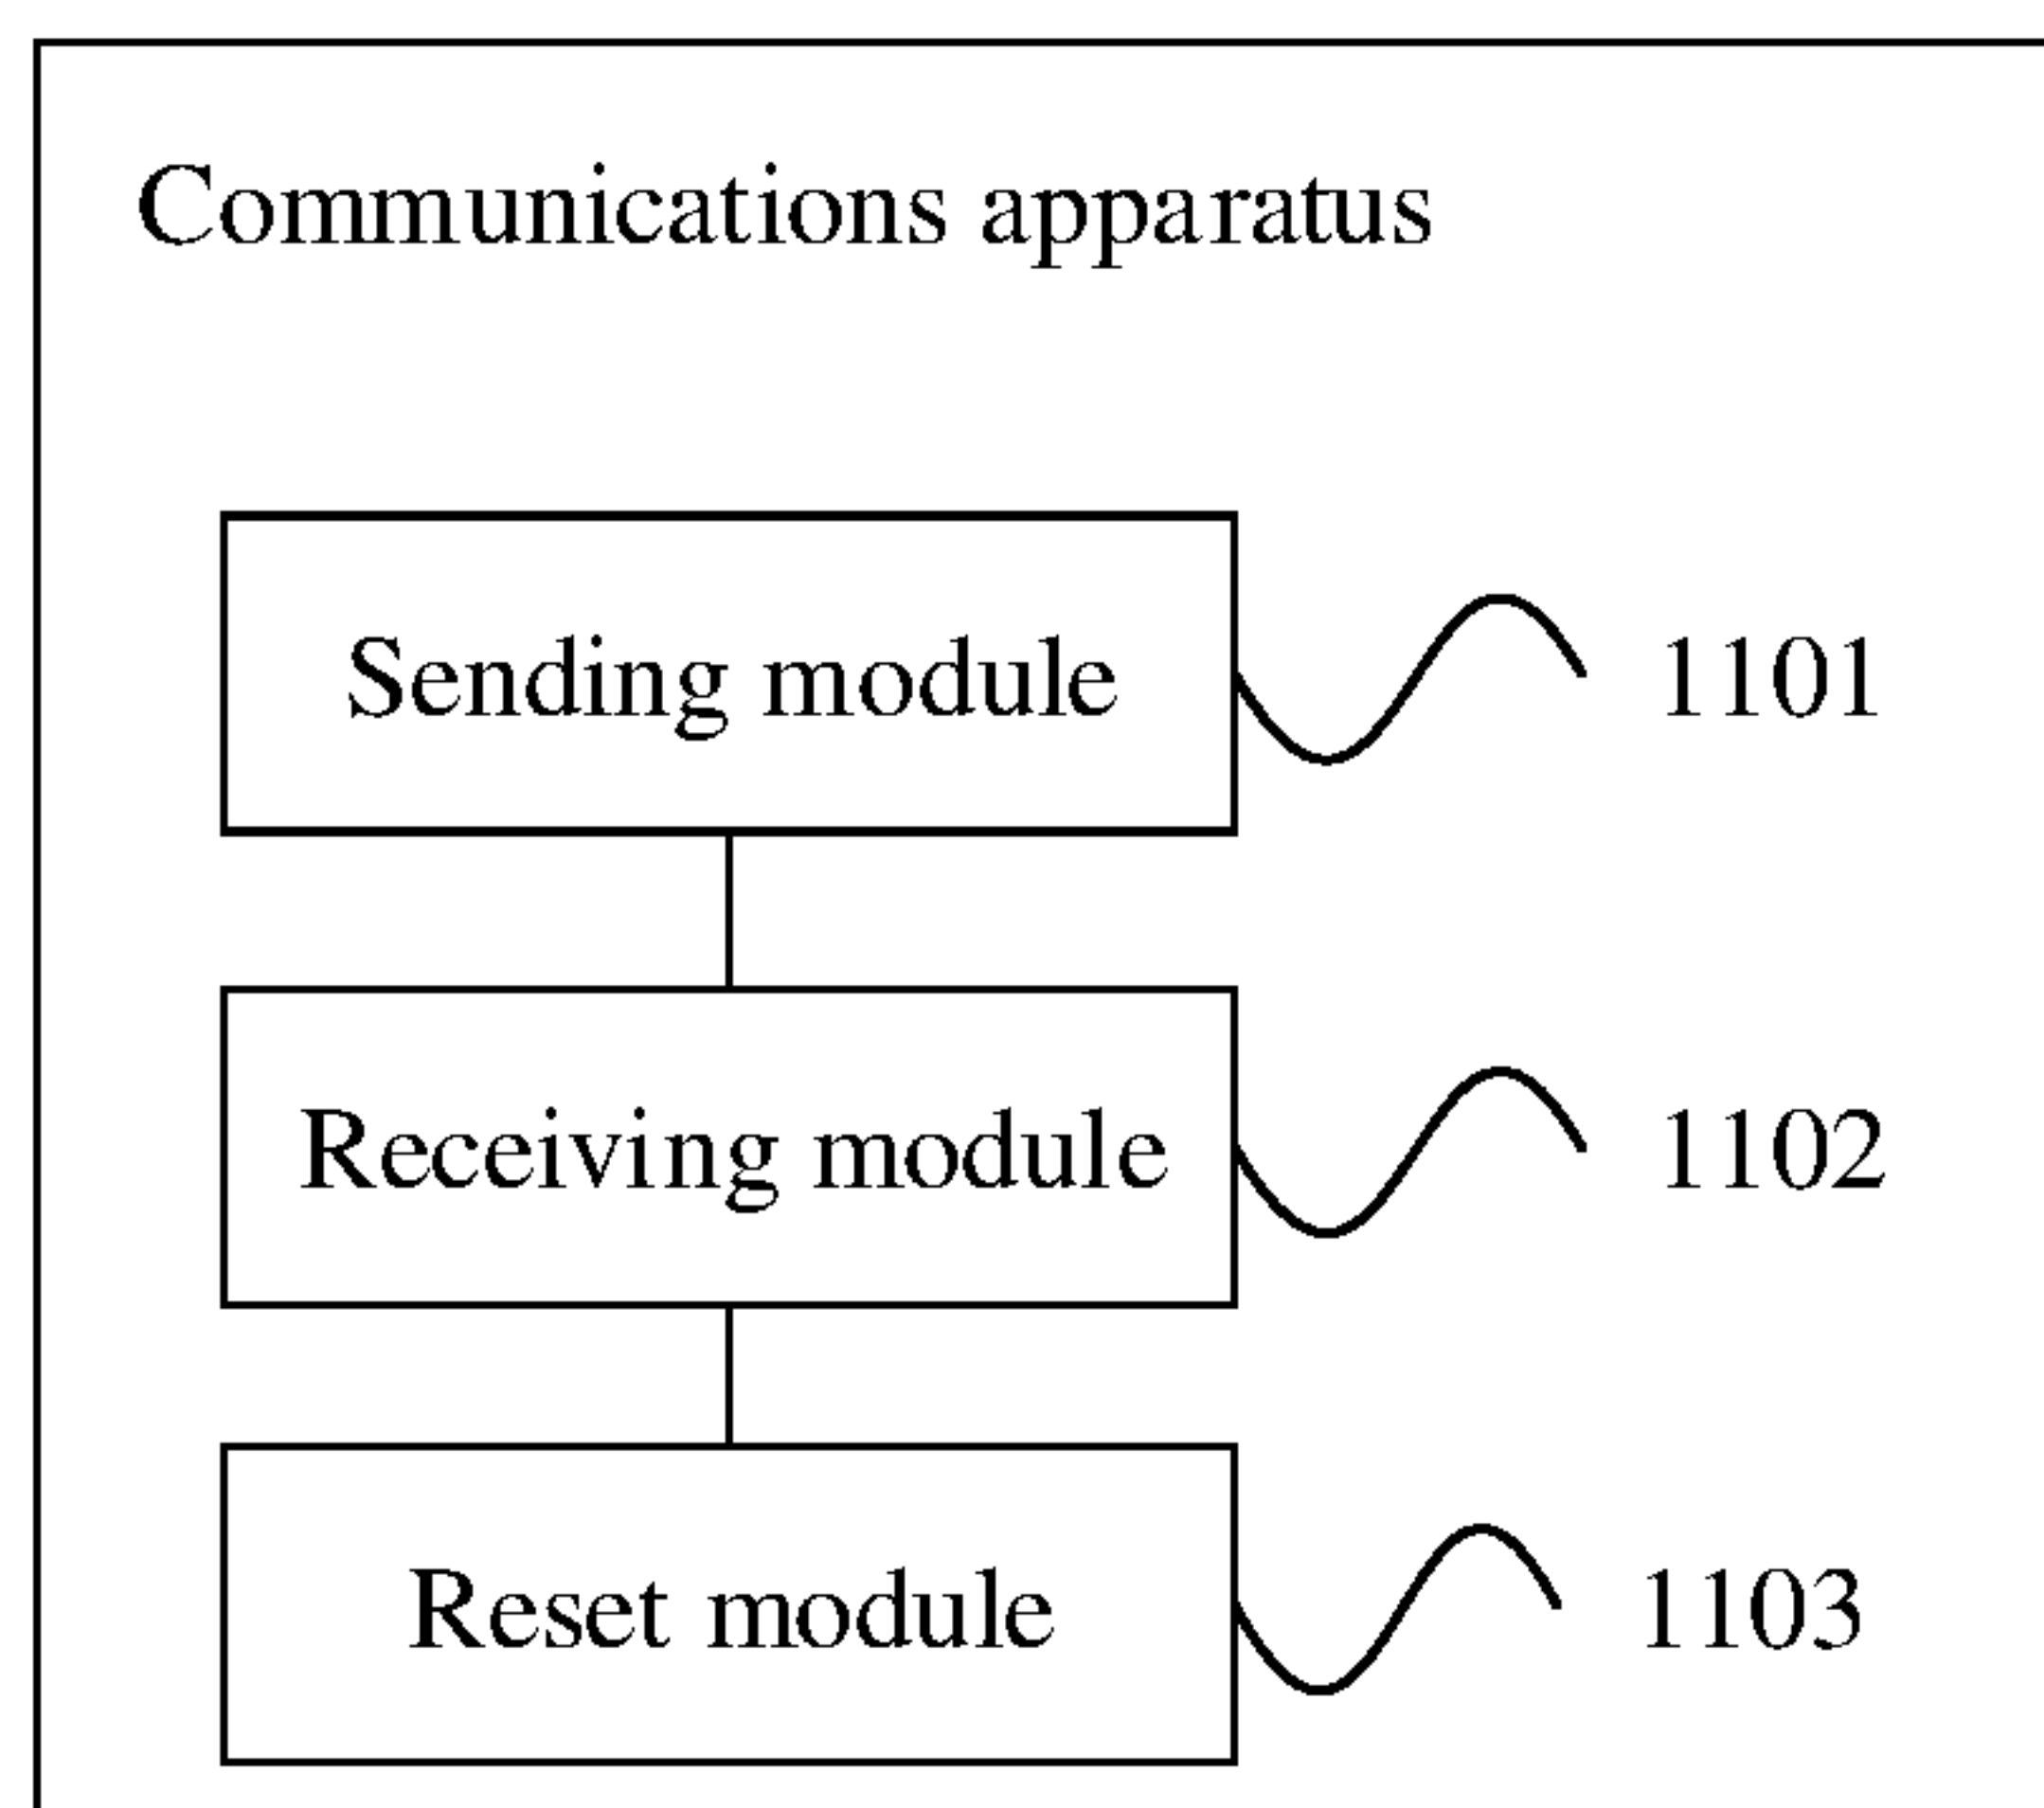 Communications apparatus
Sending module 1101
Receiving module 1102
Reset module 1103